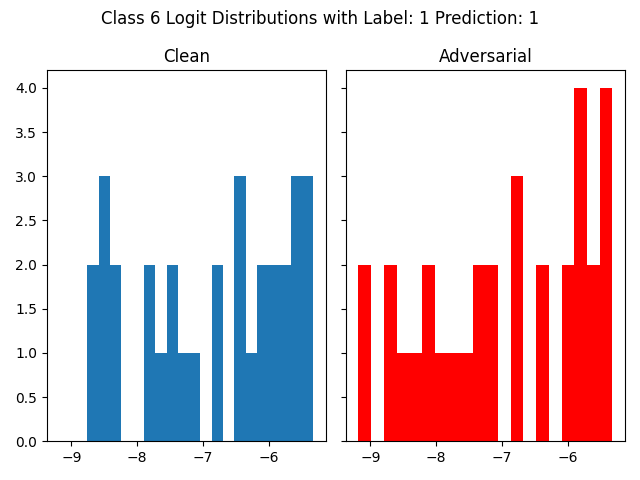 Class 6 Logit Distributions with Label: 1 Prediction: 1
Clean
Adversarial
4.0
3.5
3.0
2.5
2.0
1.5
1.0
0.5
0.0
−9 −8 −7 −6
−9 −8 −7 −6